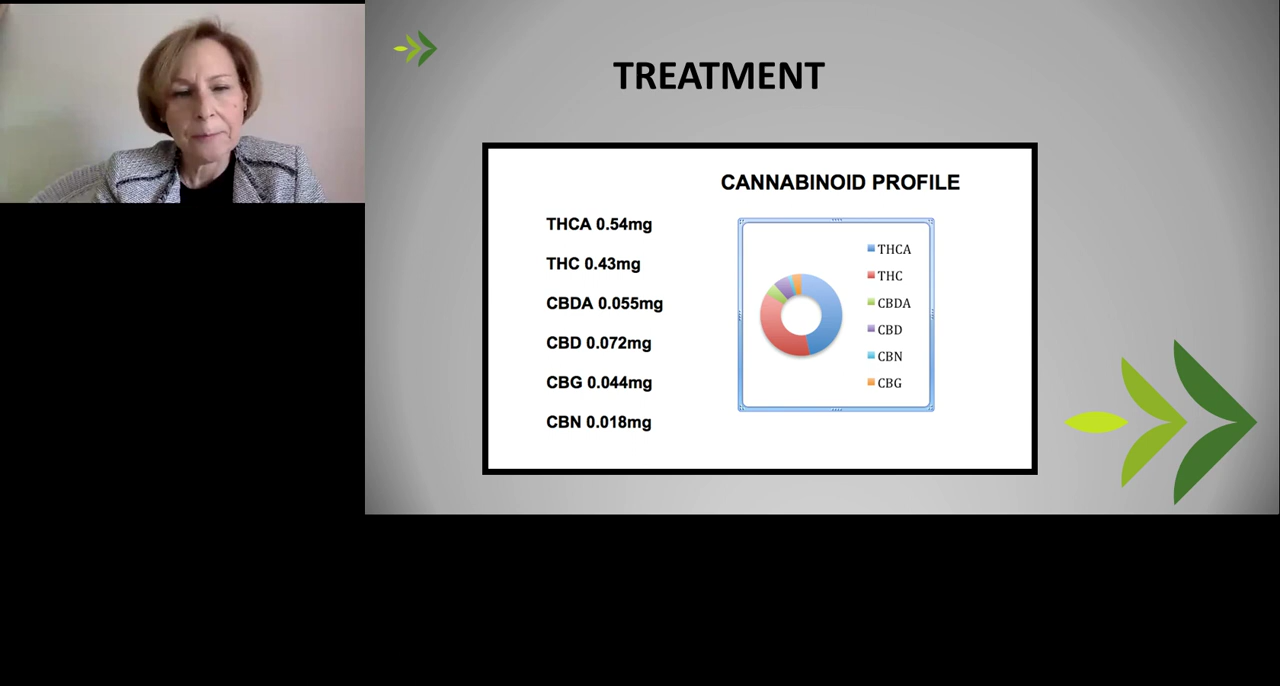 TREATMENT
CANNABINOID PROFILE
THCA 0.54mg
THC 0.43mg
CBDA 0.055mg
CBD 0.072mg
CBG 0.044mg
CBN 0.018mg
THCA
THC
CBDA
CBD
CBN
CBG